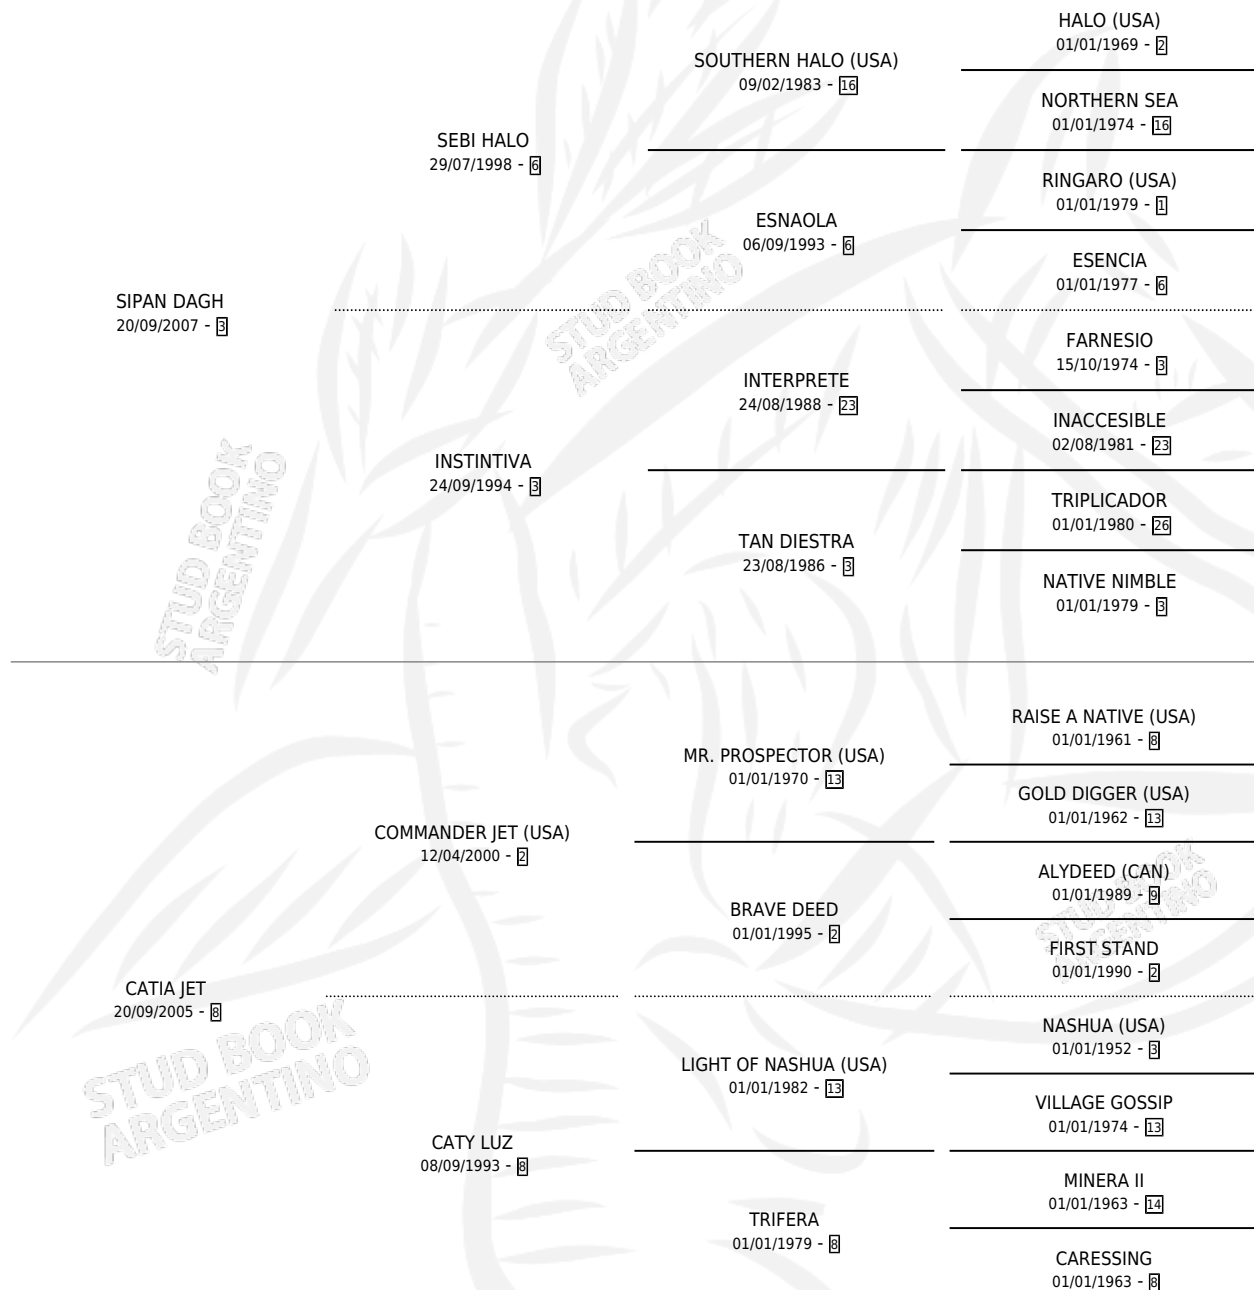 HALO (USA)
01/01/1969 - 2
SOUTHERN HALO (USA)
09/02/1983 - 16
NORTHERN SEA
01/01/1974 - 16
SEBI HALO
29/07/1998 - 6
RINGARO (USA)
01/01/1979 - 1
ESNAOLA
06/09/1993 - 6
ESENCIA
01/01/1977 - 6
SIPAN DAGH
20/09/2007 - 3
STUD BOOK
ARGENTINO
FARNESIO
15/10/1974 - 3
INTERPRETE
24/08/1988 - 23
INACCESIBLE
02/08/1981 - 23
INSTINTIVA
24/09/1994 - 3
TRIPLICADOR
01/01/1980 - 26
TAN DIESTRA
23/08/1986 - 3
NATIVE NIMBLE
01/01/1979 - 3
STUD BOOK
ARGENTINO
RAISE A NATIVE (USA)
01/01/1961 - 8
MR. PROSPECTOR (USA)
01/01/1970 - 13
GOLD DIGGER (USA)
01/01/1962 - 13
COMMANDER JET (USA)
12/04/2000 - 2
ALYDEED (CAN)
01/01/1989 - 9
BRAVE DEED
01/01/1995 - 2
STUD BOOK
ARGENTINO
FIRST STAND
01/01/1990 - 2
CATIA JET
20/09/2005 - 8
STUD BOOK
ARGENTINO
NASHUA (USA)
01/01/1952 - 3
LIGHT OF NASHUA (USA)
01/01/1982 - 13
VILLAGE GOSSIP
01/01/1974 - 13
CATY LUZ
08/09/1993 - 8
MINERA II
01/01/1963 - 14
TRIFERA
01/01/1979 - 8
CARESSING
01/01/1963 - 8